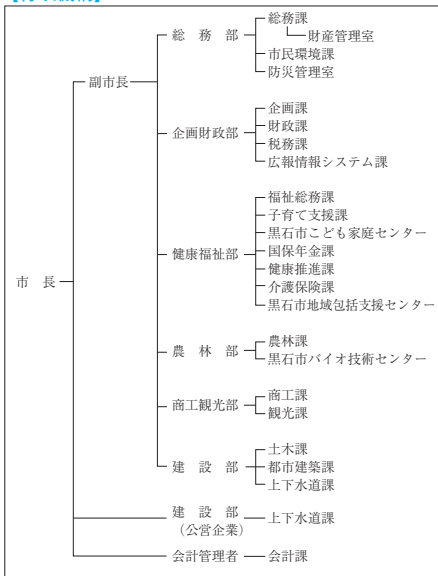 市 長
副市長
総 務 部
総務課
財産管理室
市民環境課
防災管理室
企画財政部
企画課
財政課
税務課
広報情報システム課
健康福祉部
福祉総務課
子育て支援課
黒石市こども家庭センター
国保年金課
健康推進課
介護保険課
黒石市地域包括支援センター
農 林 部
農林課
黒石市バイオ技術センター
商工観光部
商工課
観光課
建 設 部
土木課
都市建築課
上下水道課
建 設 部
(公営企業)
上下水道課
会計管理者
会計課